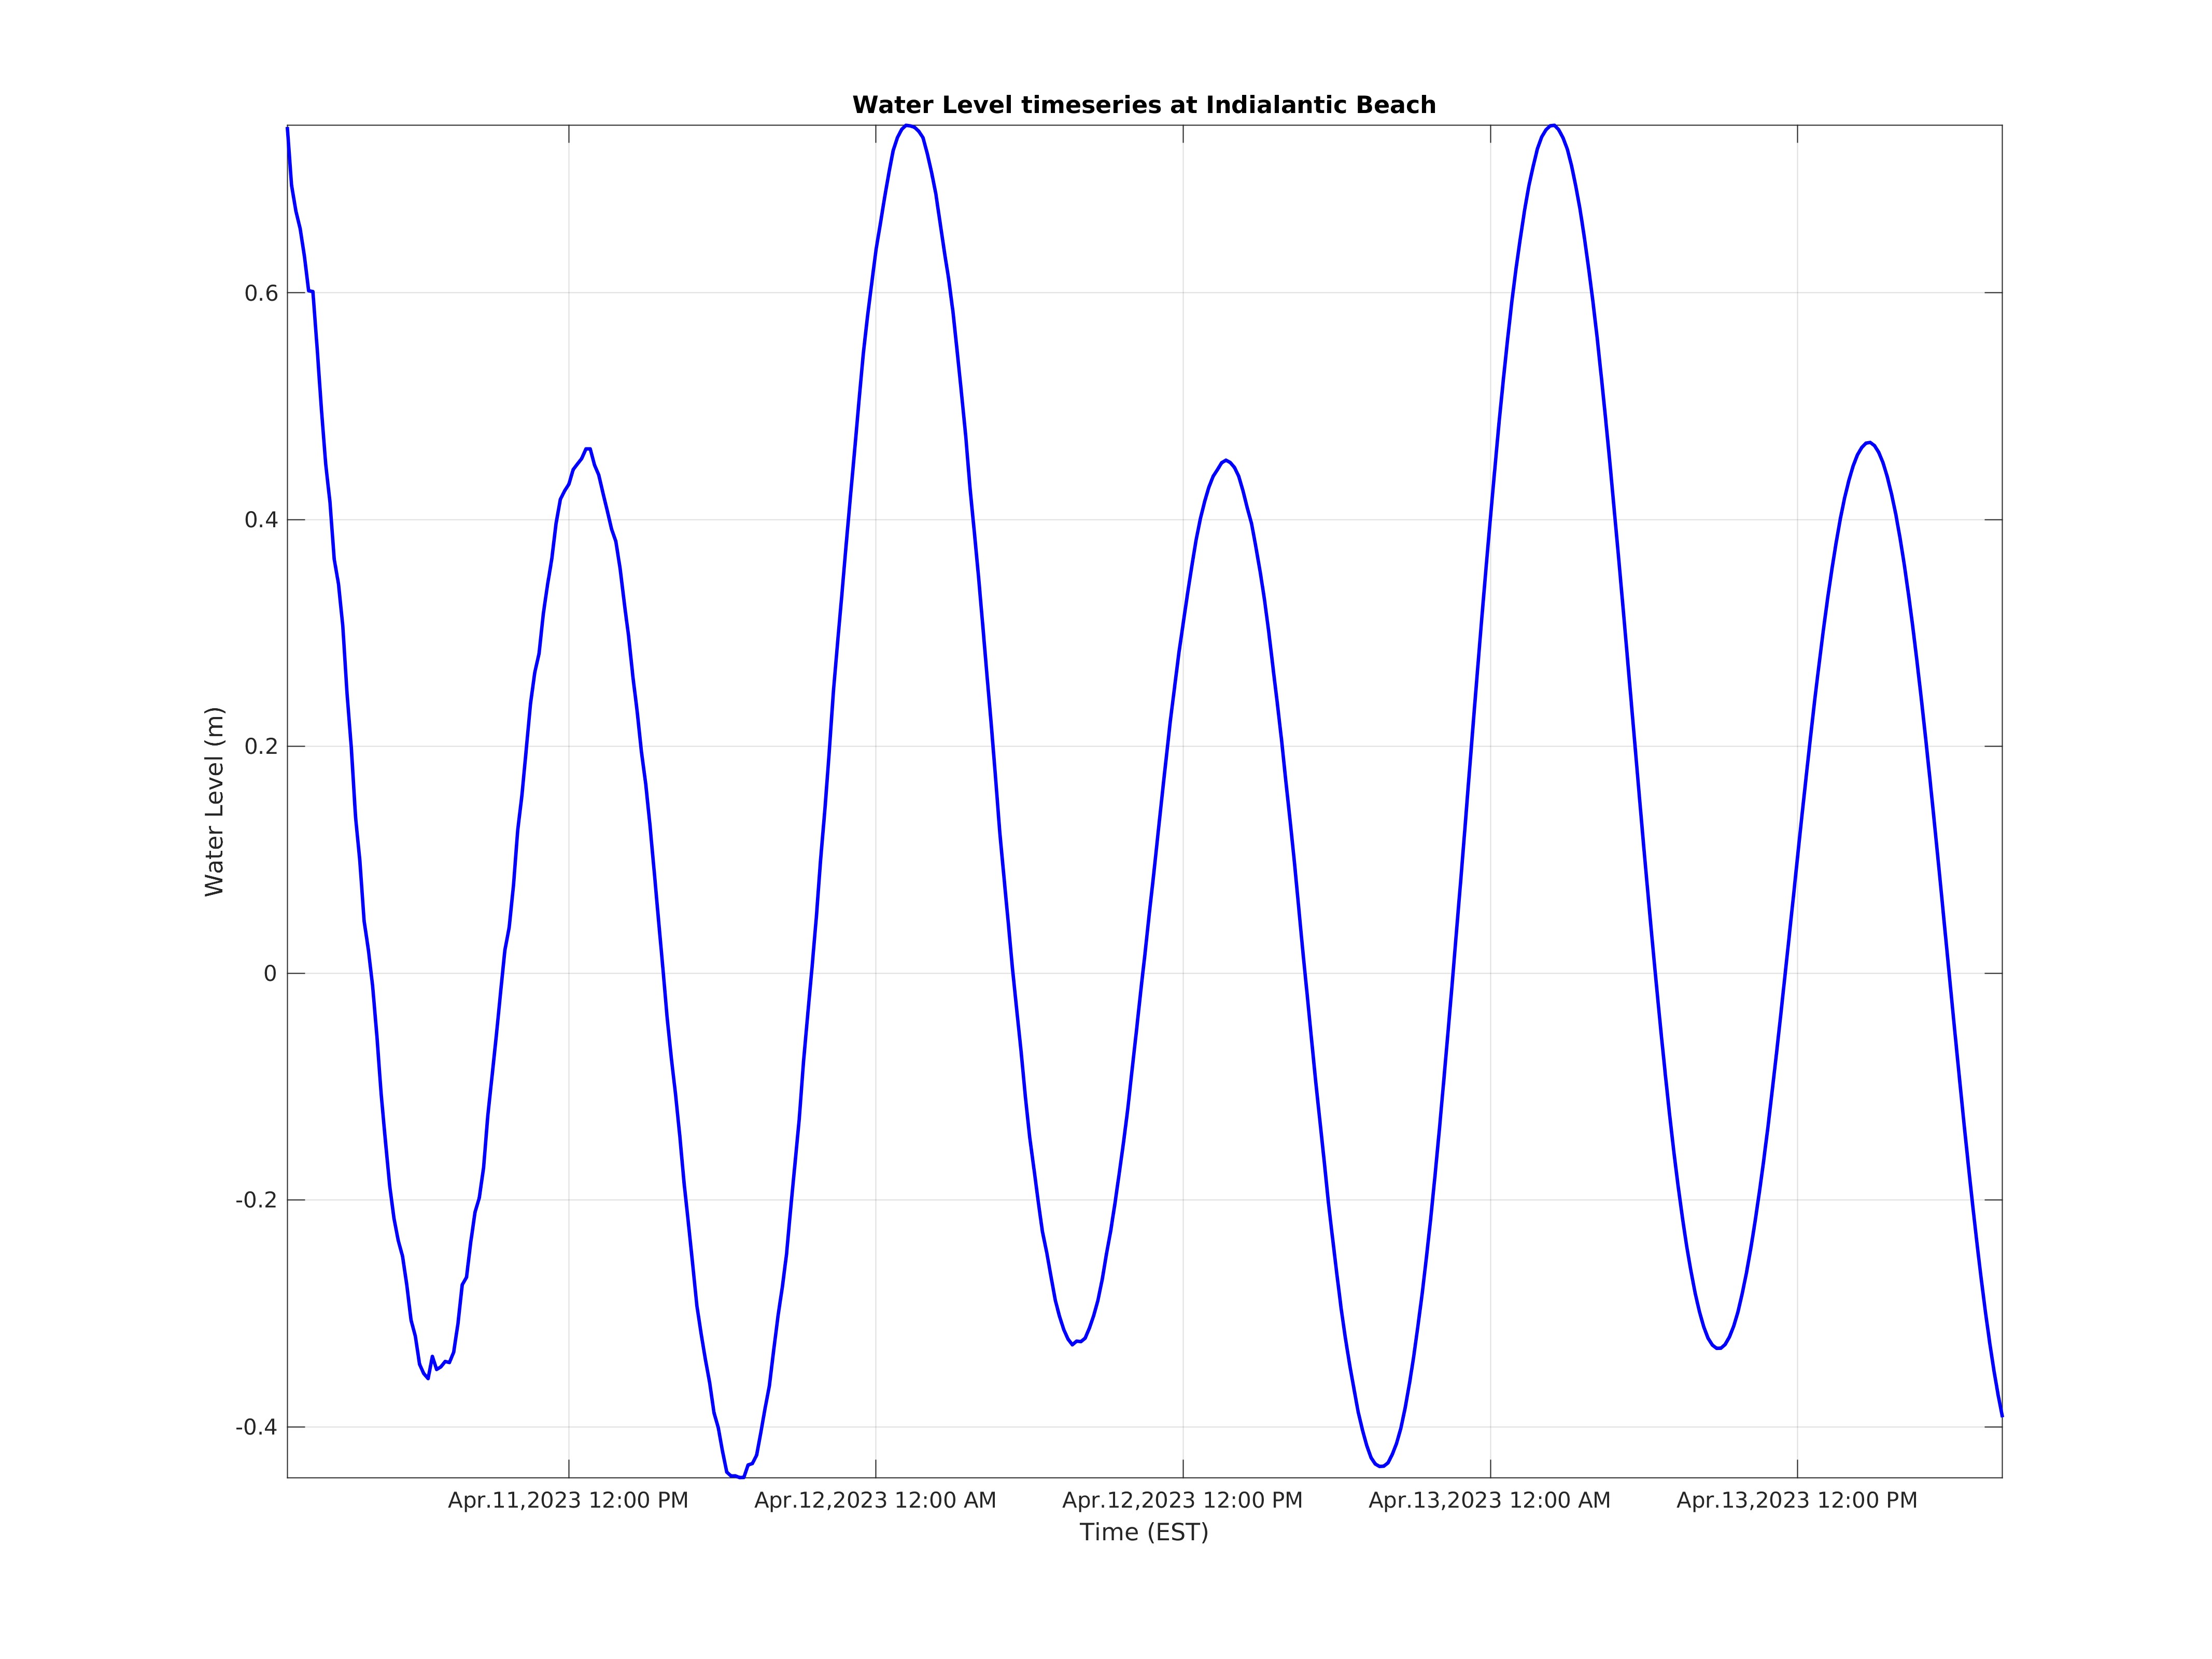 Water Level timeseries at Indialantic Beach
0.6
0.4
0.2
0
-0.2
-0.4
Water Level (m)
Apr.11,2023 12:00 PM
Apr.12,2023 12:00 AM
Apr.12,2023 12:00 PM
Apr.13,2023 12:00 AM
Apr.13,2023 12:00 PM
Time (EST)